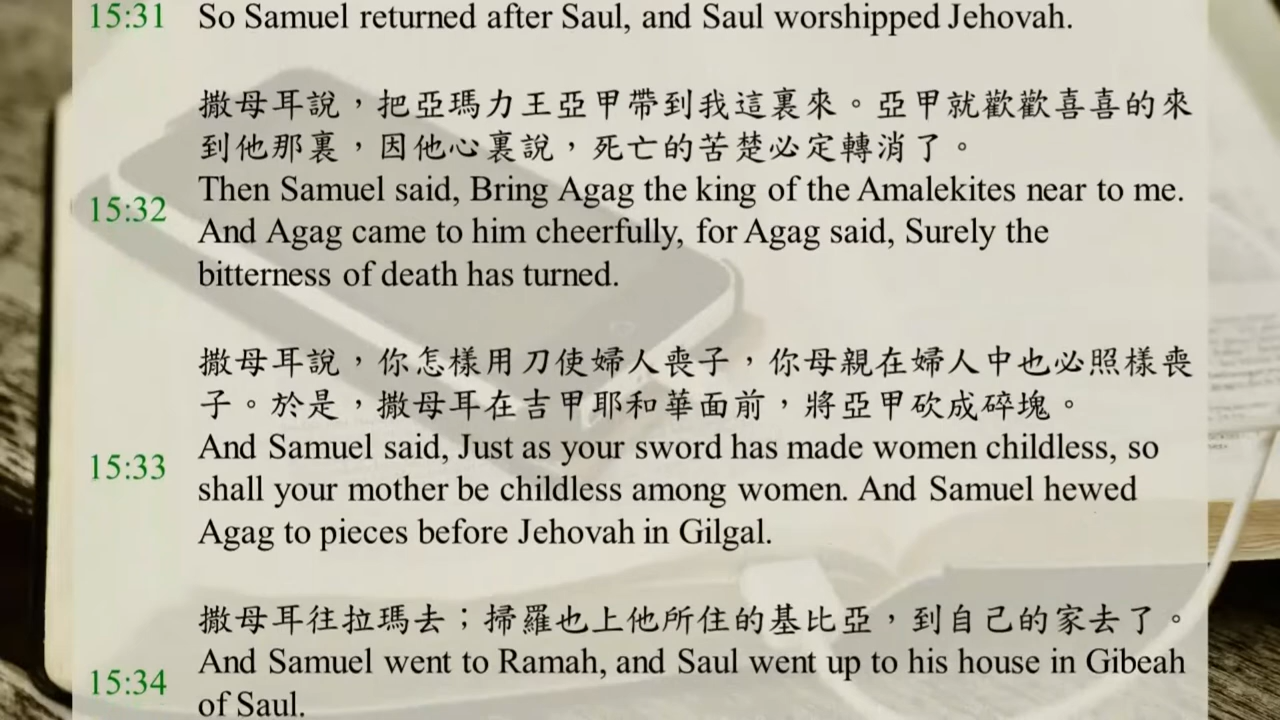 15:31 So Samuel returned after Saul, and Saul worshipped Jehovah.
撒母耳說，把亞瑪力王亞甲帶到我這裏來。亞甲就歡歡喜喜的來
到他那裏，因他心裏說，死亡的苦楚必定轉消了。
15:32 Then Samuel said, Bring Agag the king of the Amalekites near to me.
And Agag came to him cheerfully, for Agag said, Surely the
bitterness of death has turned.
撒母耳說，你怎樣用刀使婦人喪子，你母親在婦人中也必照樣喪
子。於是，撒母耳在吉甲耶和華面前，將亞甲砍成碎塊。
15:33 And Samuel said, Just as your sword has made women childless, so
shall your mother be childless among women. And Samuel hewed
Agag to pieces before Jehovah in Gilgal.
撒母耳往拉瑪去；掃羅也上他所住的基比亞，到自己的家去了。
15:34 And Samuel went to Ramah, and Saul went up to his house in Gibeah
of Saul.